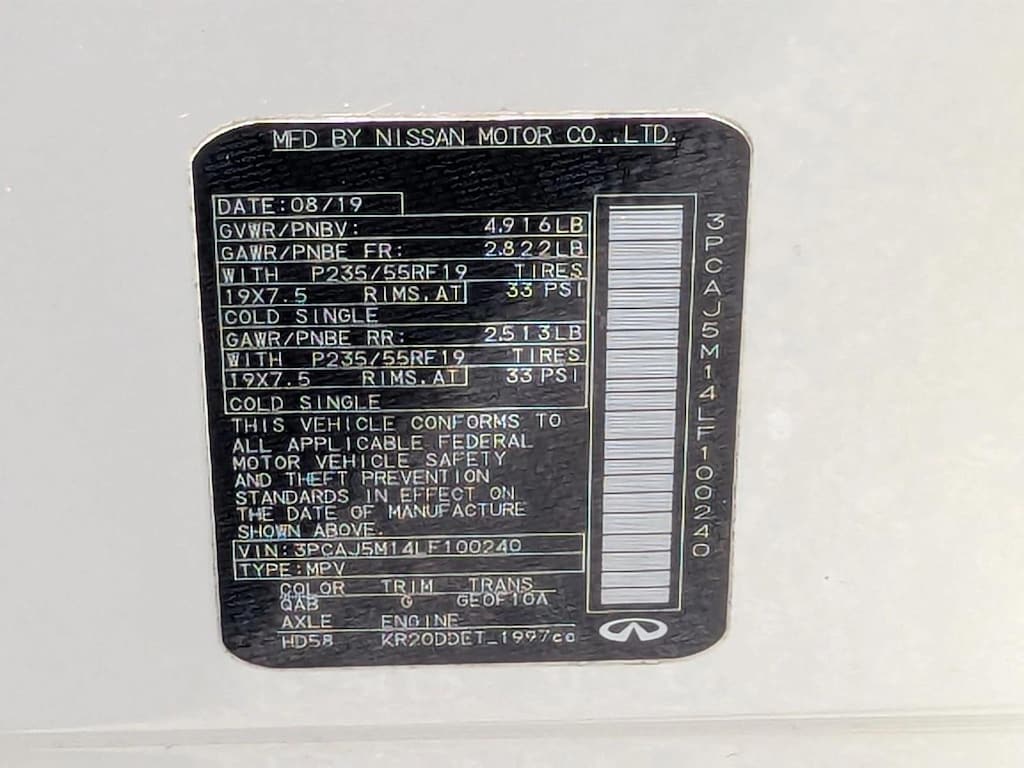 MFD BY NISSAN MOTOR CO.,LTD.
DATE:08/19
GVWR/PNBV: 4,916LB
GAWR/PNBE FR: 2,822LB
WITH P235/55RF19 TIRES
19X7.5 RIMS.AT 33 PSI
COLD SINGLE
GAWR/PNBE RR: 2,513LB
WITH P235/55RF19 TIRES
19X7.5 RIMS.AT 33 PSI
COLD SINGLE
THIS VEHICLE CONFORMS TO
ALL APPLICABLE FEDERAL
MOTOR VEHICLE SAFETY
AND THEFT PREVENTION
STANDARDS IN EFFECT ON
THE DATE OF MANUFACTURE
SHOWN ABOVE.
VIN:3PCAJ5M14LF100240
TYPE:MPV
COLOR TRIM TRANS
QAB G GE0F10A
AXLE ENGINE
HD58 KR20DDET_1997cc
3PCAJ5M14LF100240